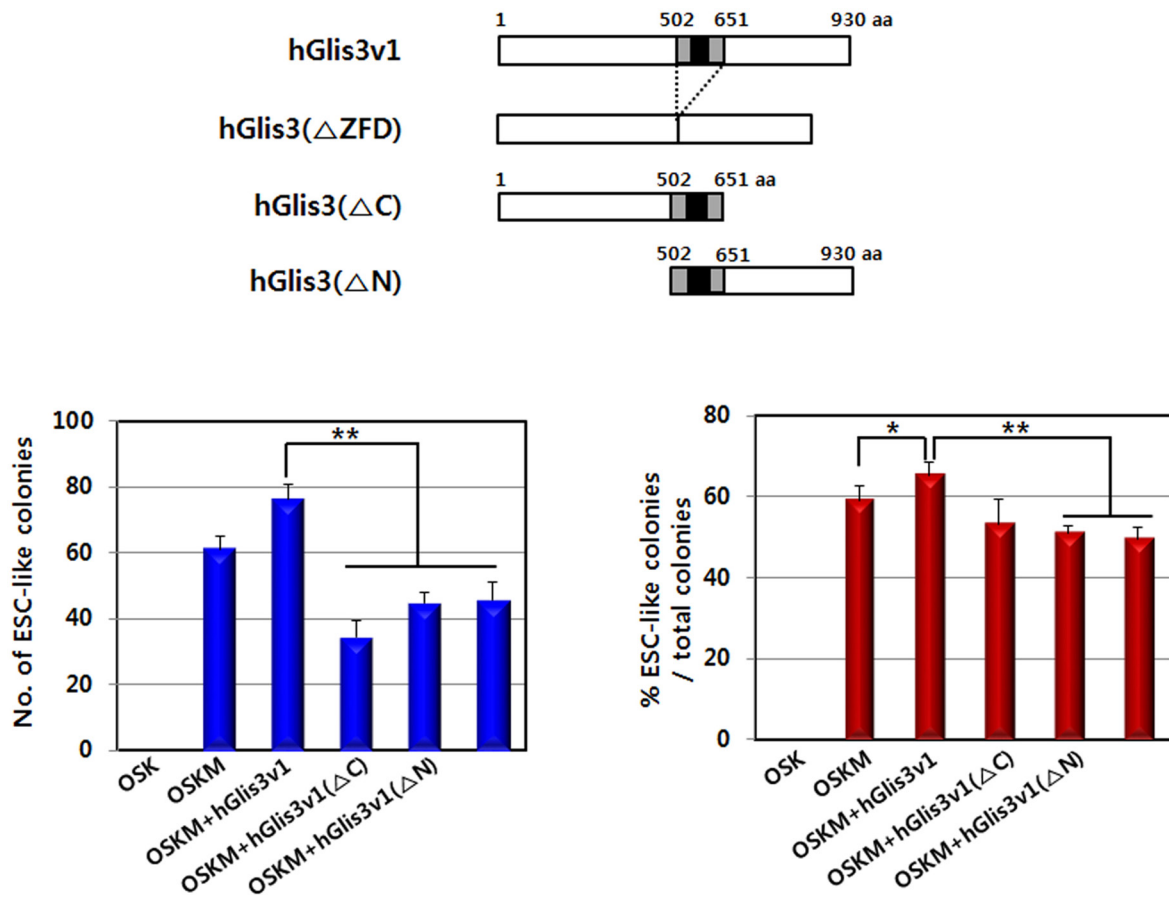 1 502 651 930 aa
hGlis3v1
hGlis3(△ZFD)
1 502 651 aa
hGlis3(△C)
502 651 930 aa
hGlis3(△N)
No. of ESC-like colonies
100
80
60
40
20
0
**
OSK
OSKM
OSKM+hGlis3v1
OSKM+hGlis3v1(△C)
OSKM+hGlis3v1(△N)
% ESC-like colonies
/ total colonies
80
60
40
20
0
*
**
OSK
OSKM
OSKM+hGlis3v1
OSKM+hGlis3v1(△C)
OSKM+hGlis3v1(△N)